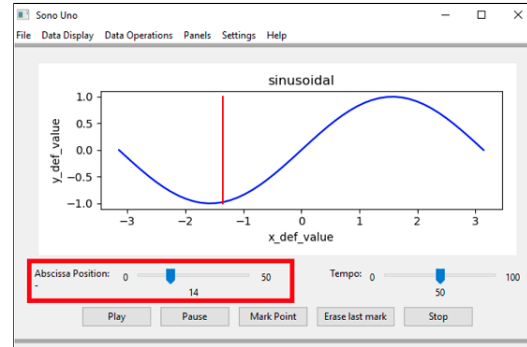 Sono Uno
File Data Display Data Operations Panels Settings Help
sinusoidal
y_def_value
1.0
0.5
0.0
−0.5
−1.0
−3 −2 −1 0 1 2 3
x_def_value
Abscissa Position: 0 50 Tempo: 0 100
-
14 50
Play Pause Mark Point Erase last mark Stop